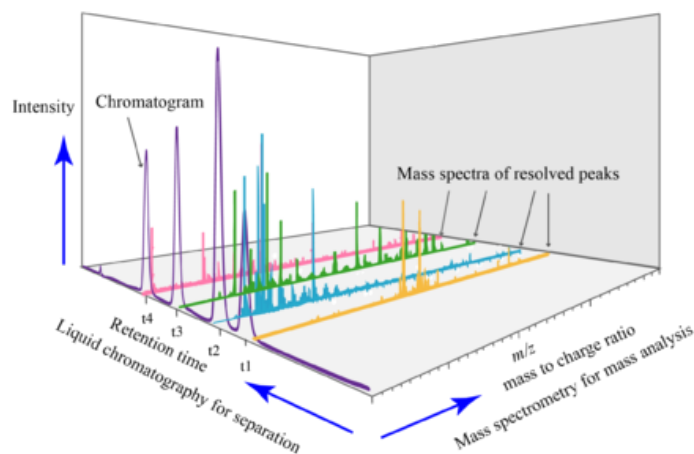 Intensity
Chromatogram
Mass spectra of resolved peaks
t4
t3
t2
t1
Retention time
Liquid chromatography for separation
m/z
mass to charge ratio
Mass spectrometry for mass analysis